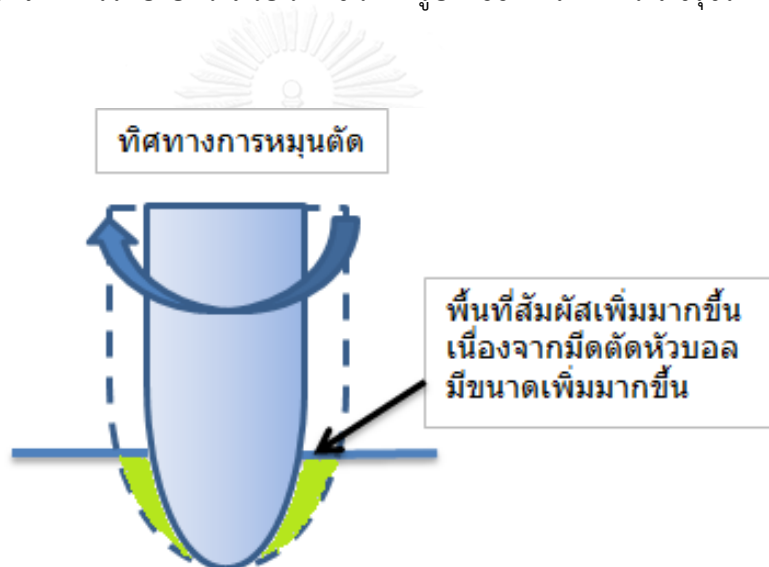 ทิศทางการหมุนตัด
พื้นที่สัมผัสเพิ่มมากขึ้น
เนื่องจากมีดตัดหัวบอล
มีขนาดเพิ่มมากขึ้น